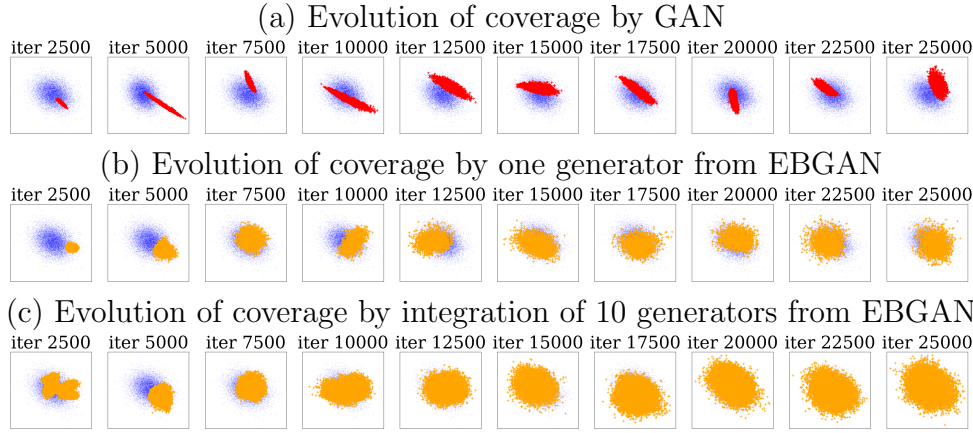 (a) Evolution of coverage by GAN
iter 2500 iter 5000 iter 7500 iter 10000 iter 12500 iter 15000 iter 17500 iter 20000 iter 22500 iter 25000
(b) Evolution of coverage by one generator from EBGAN
iter 2500 iter 5000 iter 7500 iter 10000 iter 12500 iter 15000 iter 17500 iter 20000 iter 22500 iter 25000
(c) Evolution of coverage by integration of 10 generators from EBGAN
iter 2500 iter 5000 iter 7500 iter 10000 iter 12500 iter 15000 iter 17500 iter 20000 iter 22500 iter 25000